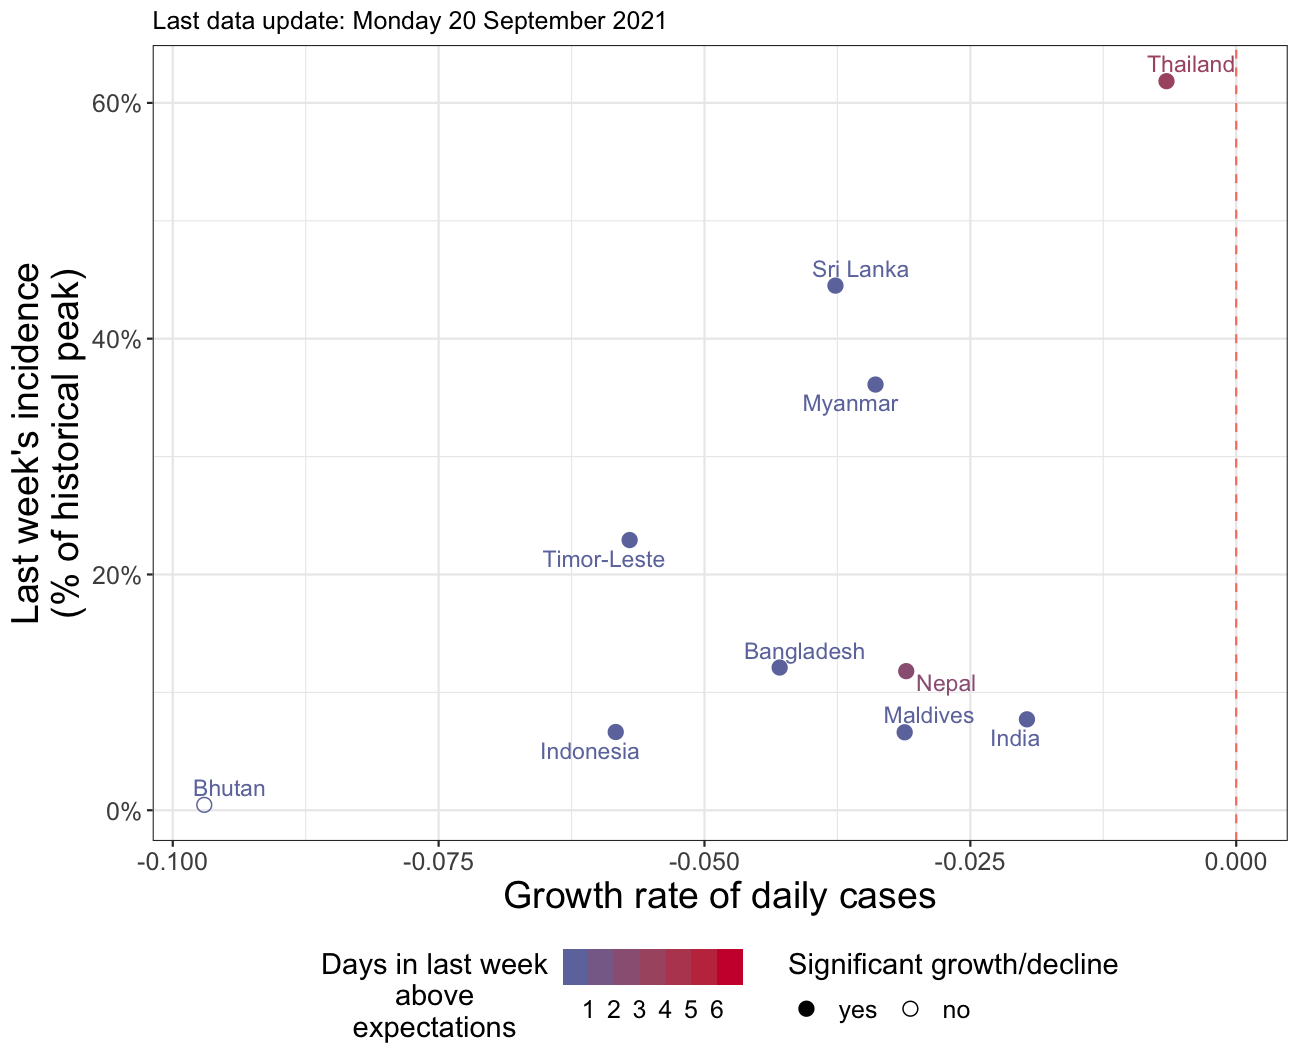 Last data update: Monday 20 September 2021
Last week's incidence
(% of historical peak)
60%
40%
20%
0%
Thailand
Sri Lanka
Myanmar
Timor-Leste
Bangladesh
Nepal
Maldives
India
Indonesia
Bhutan
-0.100 -0.075 -0.050 -0.025 0.000
Growth rate of daily cases
Days in last week
above
expectations
1 2 3 4 5 6
Significant growth/decline
yes no